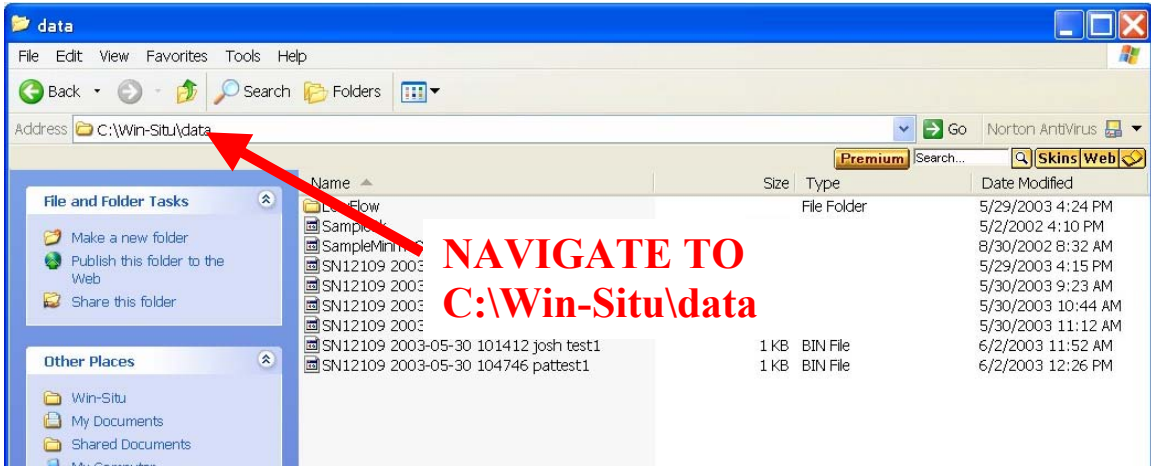 data
File Edit View Favorites Tools Help
Back Search Folders
Address C:\Win-Situ\data Go Norton AntiVirus
Premium Search... Skins Web
Name Size Type Date Modified
File and Folder Tasks
Make a new folder
Publish this folder to the
Web
Share this folder
Other Places
Win-Situ
My Documents
Shared Documents
My Computer
File Folder 5/29/2003 4:24 PM
5/2/2002 4:10 PM
8/30/2002 8:32 AM
SN12109 2003 5/29/2003 4:15 PM
SN12109 2003 5/30/2003 9:23 AM
SN12109 2003 5/30/2003 10:44 AM
SN12109 2003 5/30/2003 11:12 AM
SN12109 2003-05-30 101412 josh test1 1 KB BIN File 6/2/2003 11:52 AM
SN12109 2003-05-30 104746 pattest1 1 KB BIN File 6/2/2003 12:26 PM
NAVIGATE TO
C:\Win-Situ\data